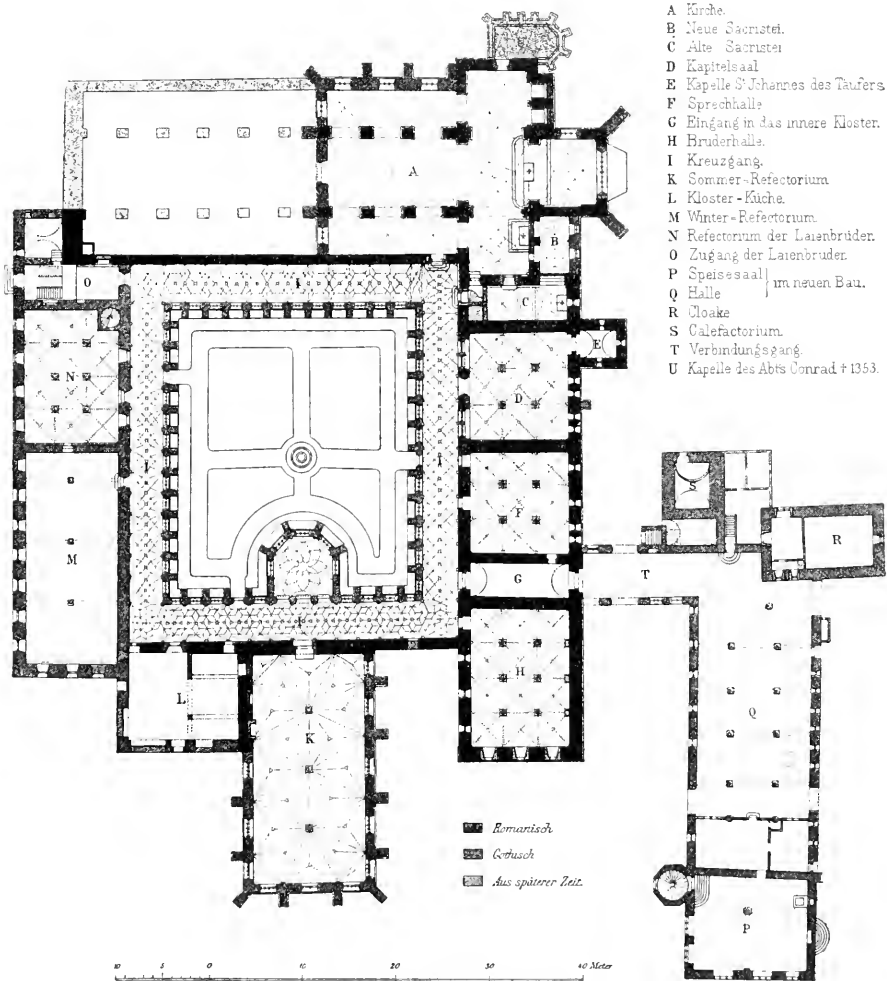 A Kirche.
B Neue Sacristei.
C Alte Sacristei
D Kapitelsaal
E Kapelle St Johannes des Täufers.
F Sprechhalle
G Eingang in das innere Kloster.
H Bruderhalle.
I Kreuzgang.
K Sommer-Refectorium
L Kloster-Küche.
M Winter-Refectorium.
N Refectorium der Laienbrüder.
O Zugang der Laienbrüder.
P Speisesaal
Q Halle
im neuen Bau.
R Cloake
S Calefactorium.
T Verbindungsgang.
U Kapelle des Abts Conrad † 1353.
U
A
B
O
I
C
E
N
D
I
I
S
F
R
M
G
T
I
H
Q
L
K
Romanisch
Gothisch
Aus späterer Zeit.
P
10 5 0 10 20 30 40 Meter